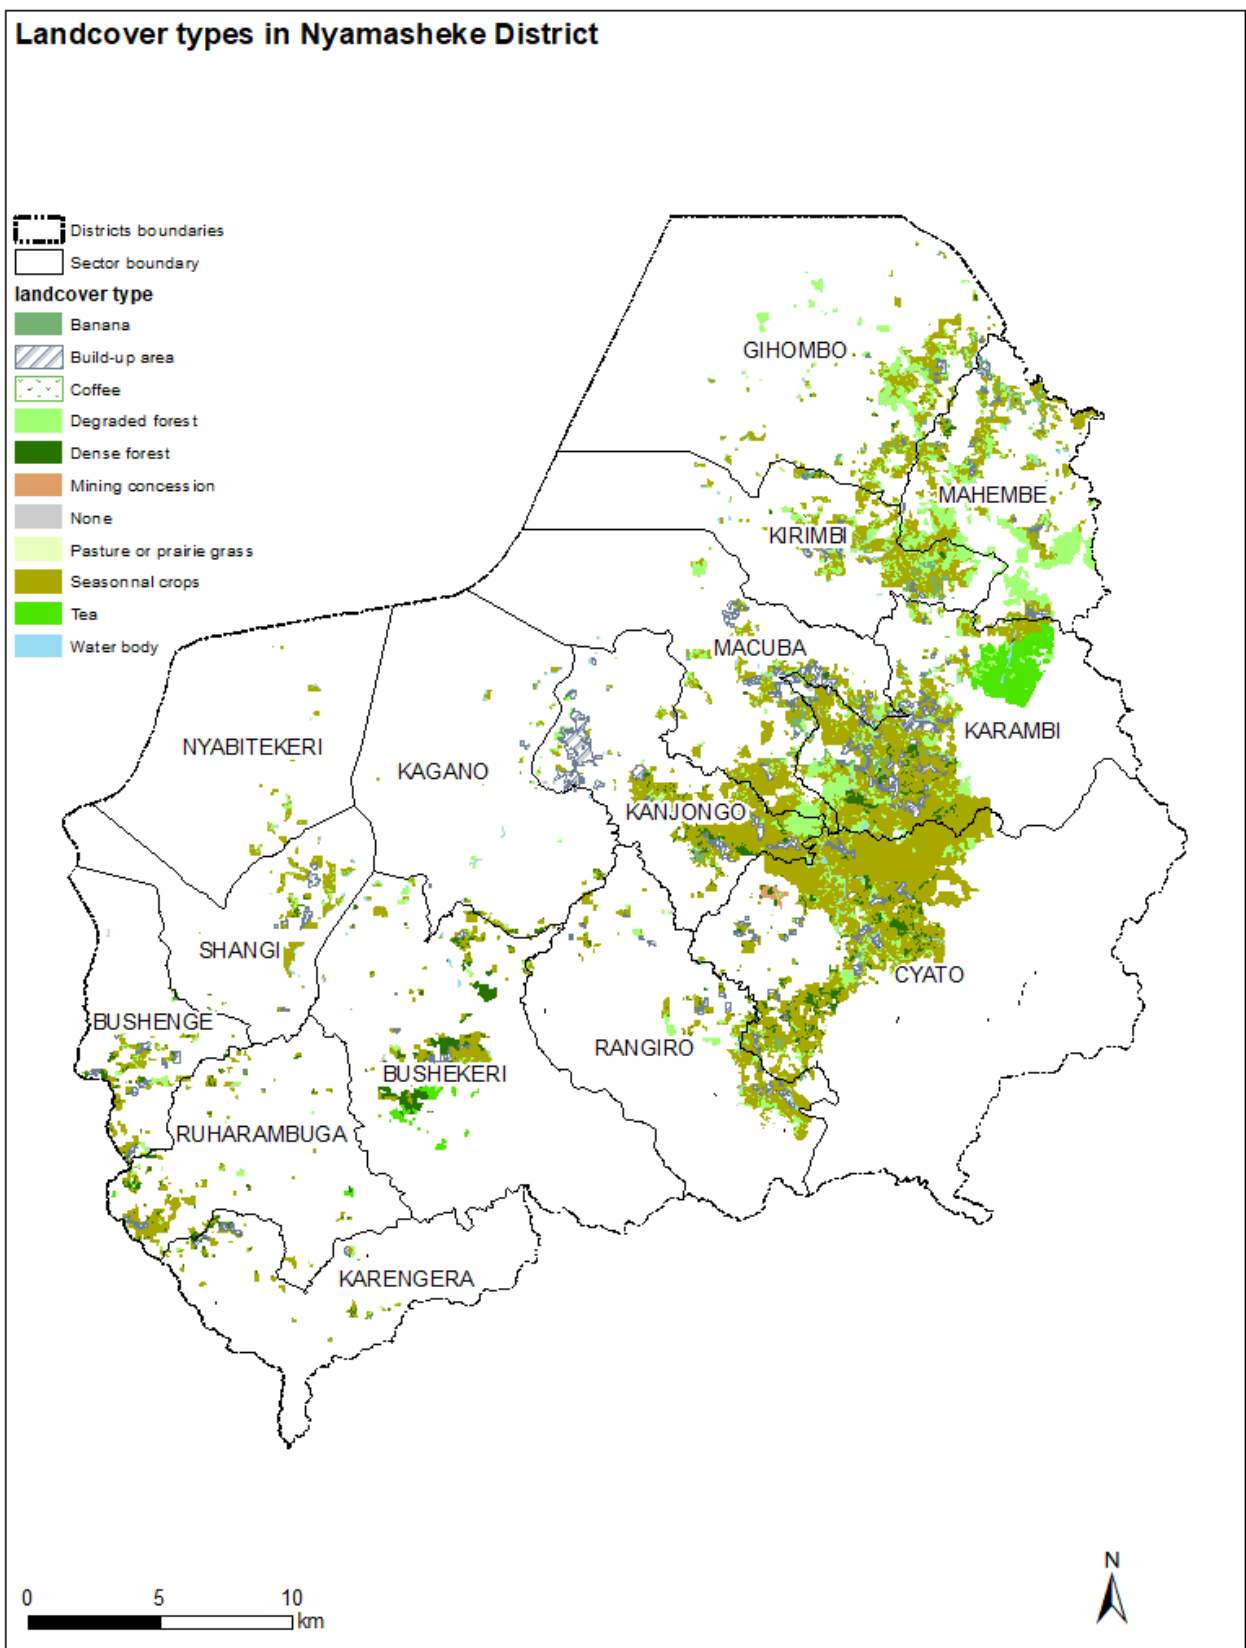 Landcover types in Nyamasheke District
Districts boundaries
Sector boundary
landcover type
Banana
Build-up area
Coffee
Degraded forest
Dense forest
Mining concession
None
Pasture or prairie grass
Seasonnal crops
Tea
Water body
GIHOMBO
MAHEMBE
KIRIMBI
MACUBA
KARAMBI
NYABITEKERI
KAGANO
KANJONGO
SHANGI
CYATO
BUSHENGE
RANGIRO
BUSHEKERI
RUHARAMBUGA
KARENGERA
N
0 5 10
km